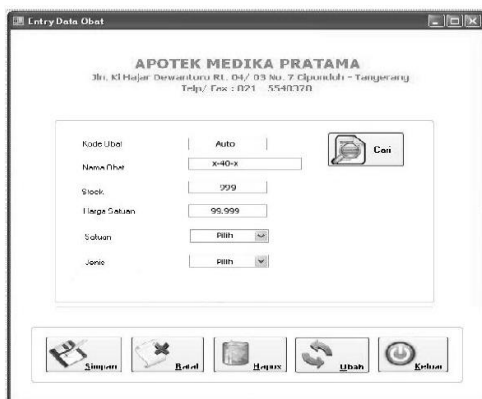 Entry Data Obat
APOTEK MEDIKA PRATAMA
Jln. Ki Hajar Dewantoro Rt. 04/ 03 No. 7 Cipondoh - Tangerang
Telp/ Fax : 021 - 5540370
Kode Obat Auto
Cari
Nama Obat x-40-x
Stock 999
Harga Satuan 99.999
Satuan Pilih
Jenis Pilih
Simpan Batal Hapus Ubah Keluar